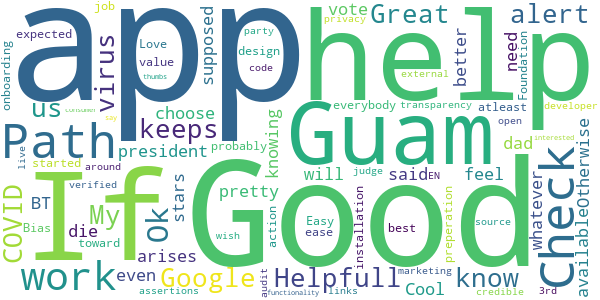 app
help
If
Good
Guam
Path
Check
work
Google
Helpfull
know
Great
alert
virus
us
keeps
COVID
My
ok
BT
president
choose
pretty
will
said
EN
feel
dad
need
better
vote
supposed
stars
even
arises
die
Cool
knowing
probably
everybody
transparency
atleast
whatever
availableOtherwise
onboarding
expected
job
Love
value
party
design
code
thumbs
privacy
external
Foundation
developer
open
interested
consumer
say
live
started
around
verified
Bias
toward
wish
action
Easy
ease
judge
installation
best
preperation
source
audit
assertions
functionality
links
marketing
credible
3rd